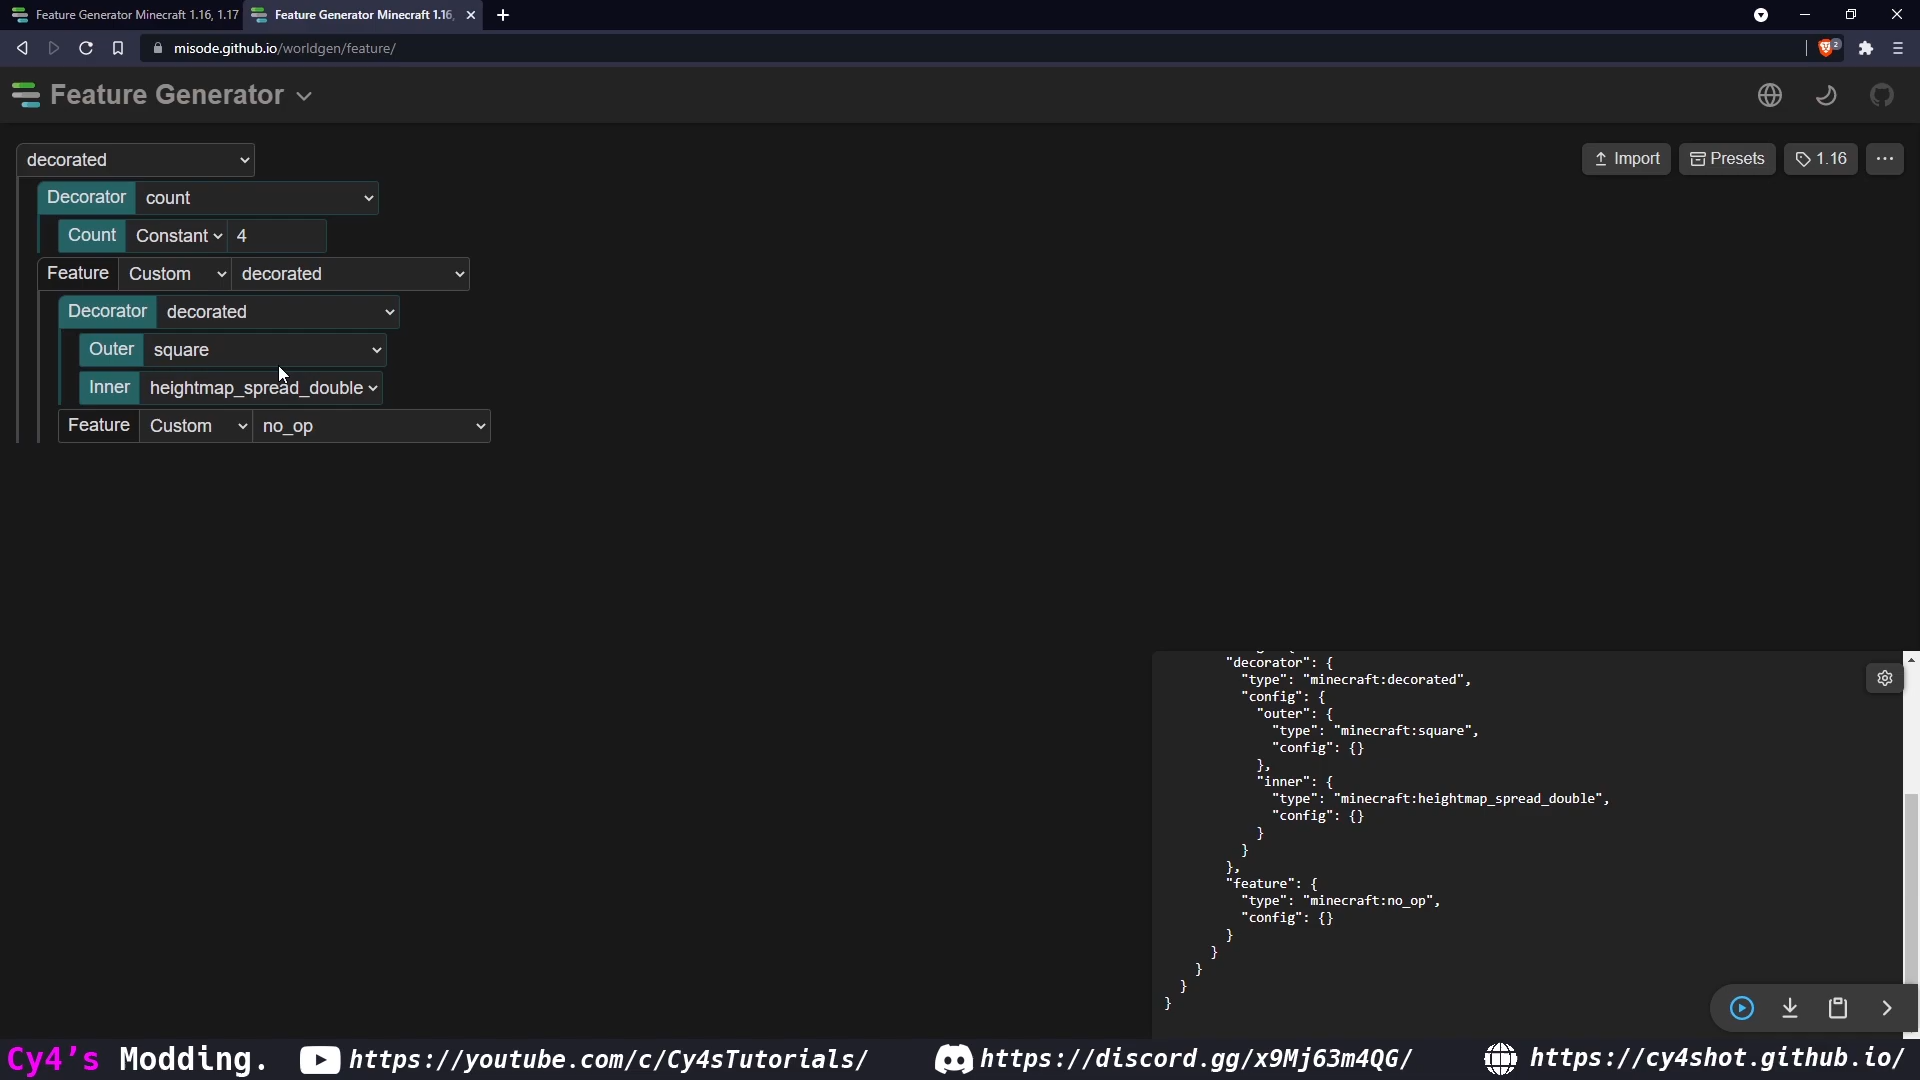 Feature Generator Minecraft 1.16, 1.17
Feature Generator Minecraft 1.16,
misode.github.io/worldgen/feature/
2
Feature Generator
decorated
Import
Presets
1.16
Decorator count
Count Constant 4
Feature Custom decorated
Decorator decorated
Outer square
Inner heightmap_spread_double
Feature Custom no_op
"decorator": {
"type": "minecraft:decorated",
"config": {
"outer": {
"type": "minecraft:square",
"config": {}
},
"inner": {
"type": "minecraft:heightmap_spread_double",
"config": {}
}
}
},
"feature": {
"type": "minecraft:no_op",
"config": {}
}
}
}
}
}
Cy4's Modding. https://youtube.com/c/Cy4sTutorials/ https://discord.gg/x9Mj63m4QG/ https://cy4shot.github.io/